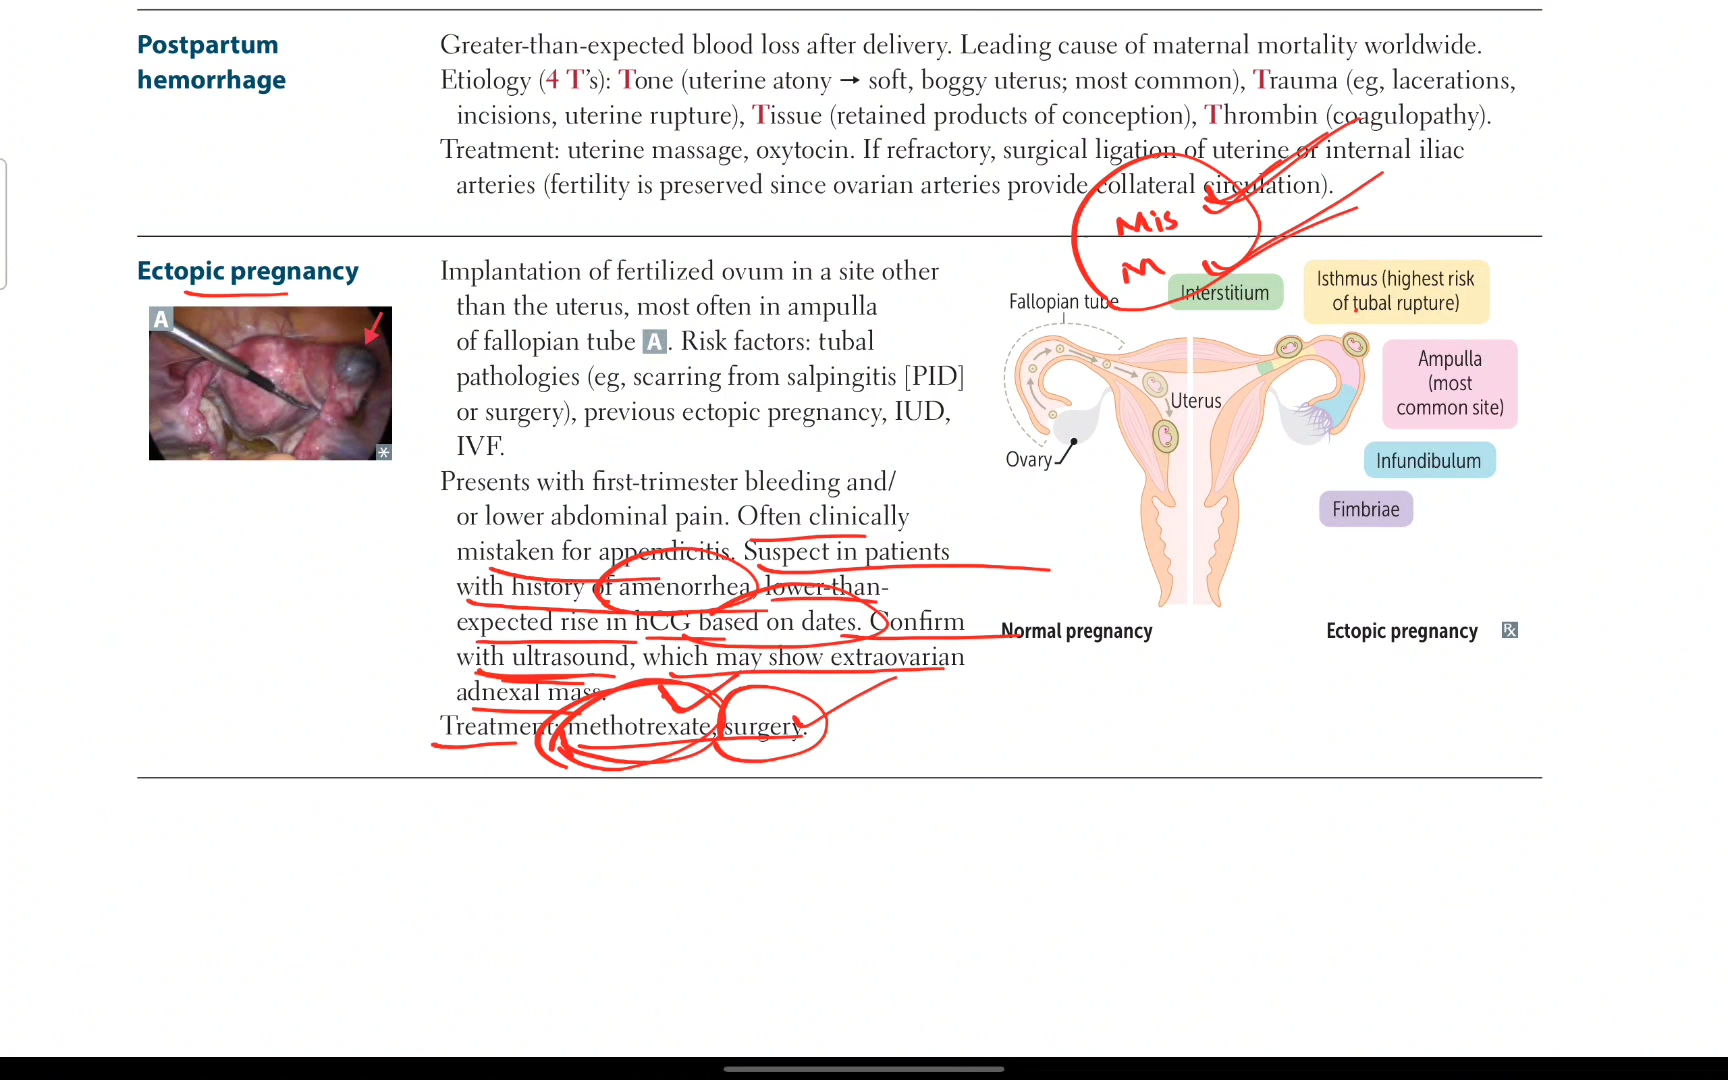 Postpartum
hemorrhage
Greater-than-expected blood loss after delivery. Leading cause of maternal mortality worldwide.
Etiology (4 T's): Tone (uterine atony → soft, boggy uterus; most common), Trauma (eg, lacerations,
incisions, uterine rupture), Tissue (retained products of conception), Thrombin (coagulopathy).
Treatment: uterine massage, oxytocin. If refractory, surgical ligation of uterine or internal iliac
arteries (fertility is preserved since ovarian arteries provide collateral circulation).
Mis
M
Ectopic pregnancy
A
Implantation of fertilized ovum in a site other
than the uterus, most often in ampulla
of fallopian tube A. Risk factors: tubal
pathologies (eg, scarring from salpingitis [PID]
or surgery), previous ectopic pregnancy, IUD,
IVF.
Presents with first-trimester bleeding and/
or lower abdominal pain. Often clinically
mistaken for appendicitis. Suspect in patients
with history of amenorrhea, lower-than-
expected rise in hCG based on dates. Confirm
with ultrasound, which may show extraovarian
adnexal mass.
Treatment: methotrexate, surgery.
Fallopian tube
Interstitium
Isthmus (highest risk
of tubal rupture)
Ampulla
(most
common site)
Uterus
Ovary
Infundibulum
Fimbriae
Normal pregnancy
Ectopic pregnancy
Rx